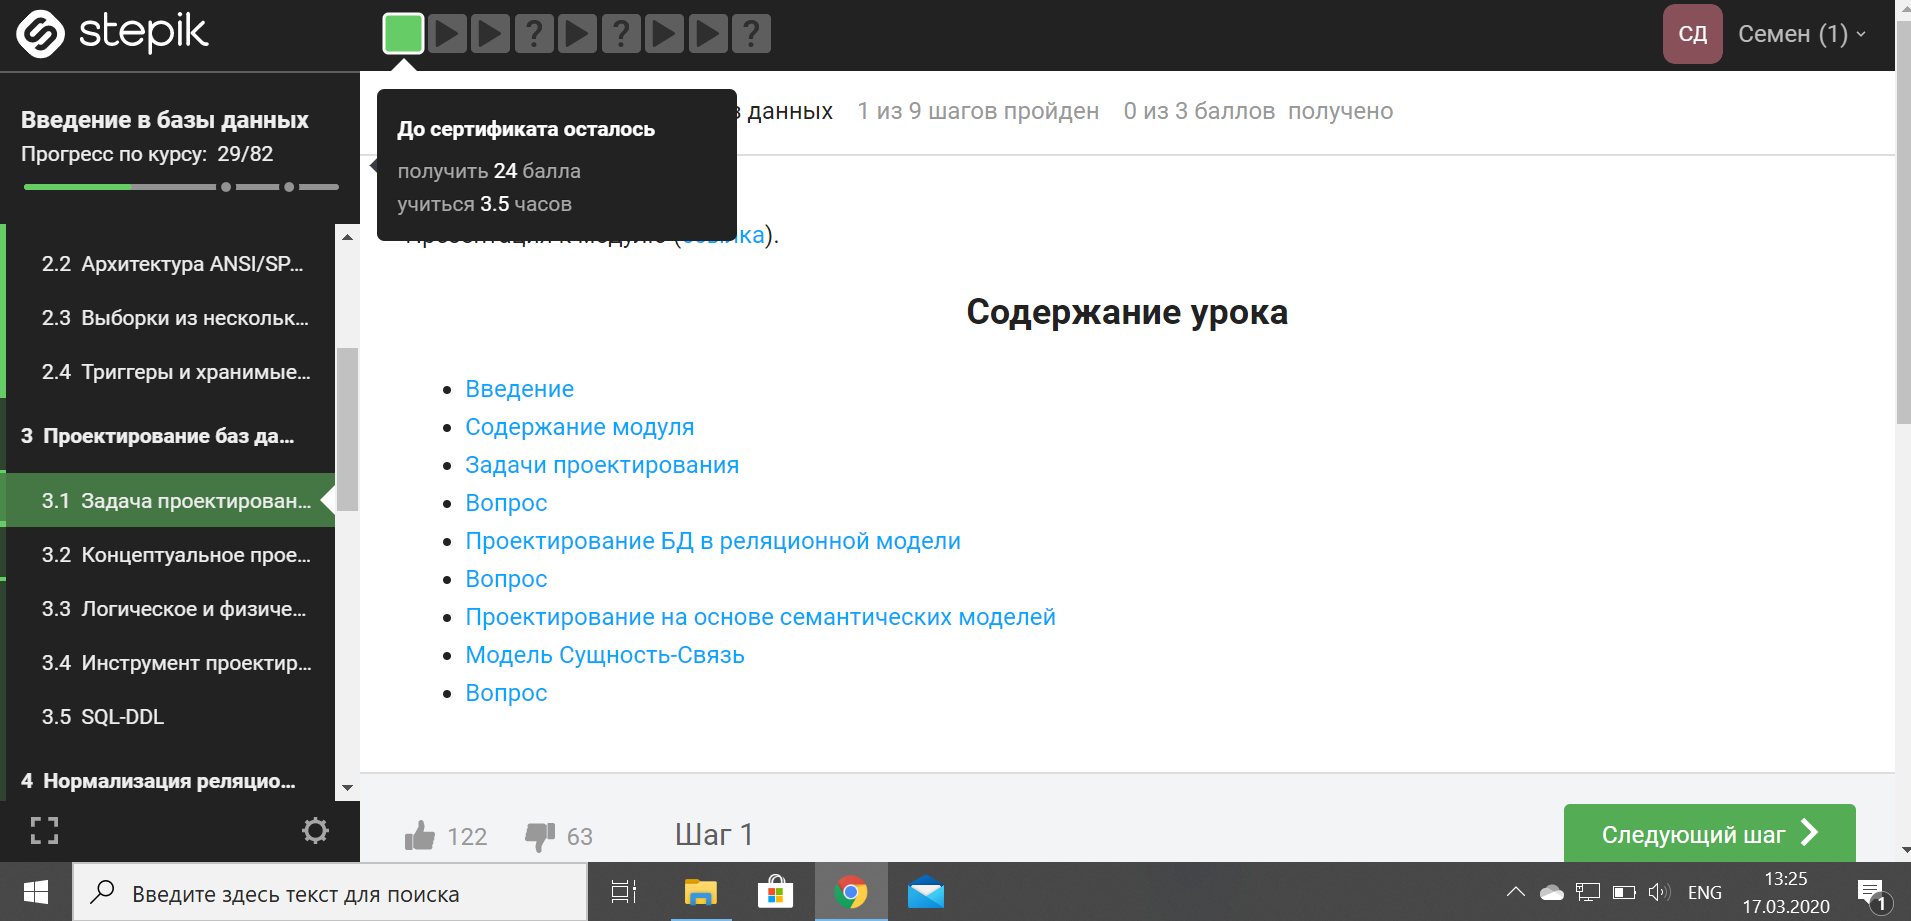 stepik
? ? ?
СД Семен (1)
Введение в базы данных
Прогресс по курсу: 29/82
До сертификата осталось
получить 24 балла
учиться 3.5 часов
данных 1 из 9 шагов пройден 0 из 3 баллов получено
Презентация к модулю (ссылка).
2.2 Архитектура ANSI/SP...
2.3 Выборки из нескольк...
2.4 Триггеры и хранимые...
3 Проектирование баз да...
3.1 Задача проектирован...
3.2 Концептуальное прое...
3.3 Логическое и физиче...
3.4 Инструмент проектир...
3.5 SQL-DDL
4 Нормализация реляцио...
Содержание урока
Введение
Содержание модуля
Задачи проектирования
Вопрос
Проектирование БД в реляционной модели
Вопрос
Проектирование на основе семантических моделей
Модель Сущность-Связь
Вопрос
122 63 Шаг 1
Следующий шаг
Введите здесь текст для поиска
ENG
13:25
17.03.2020
1